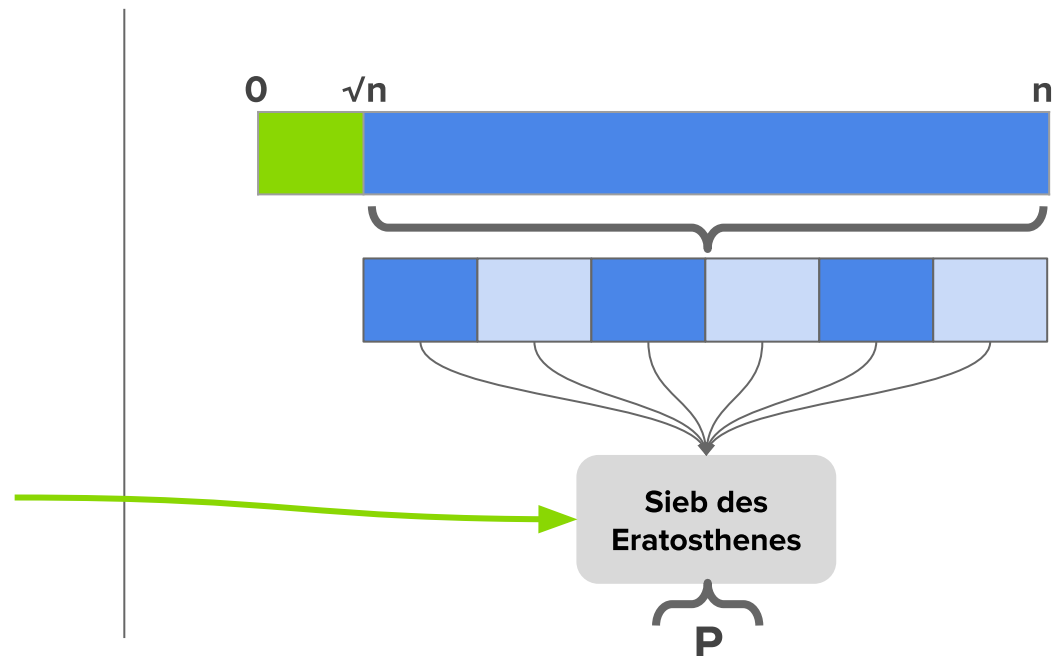 0 √n n
Sieb des
Eratosthenes
P